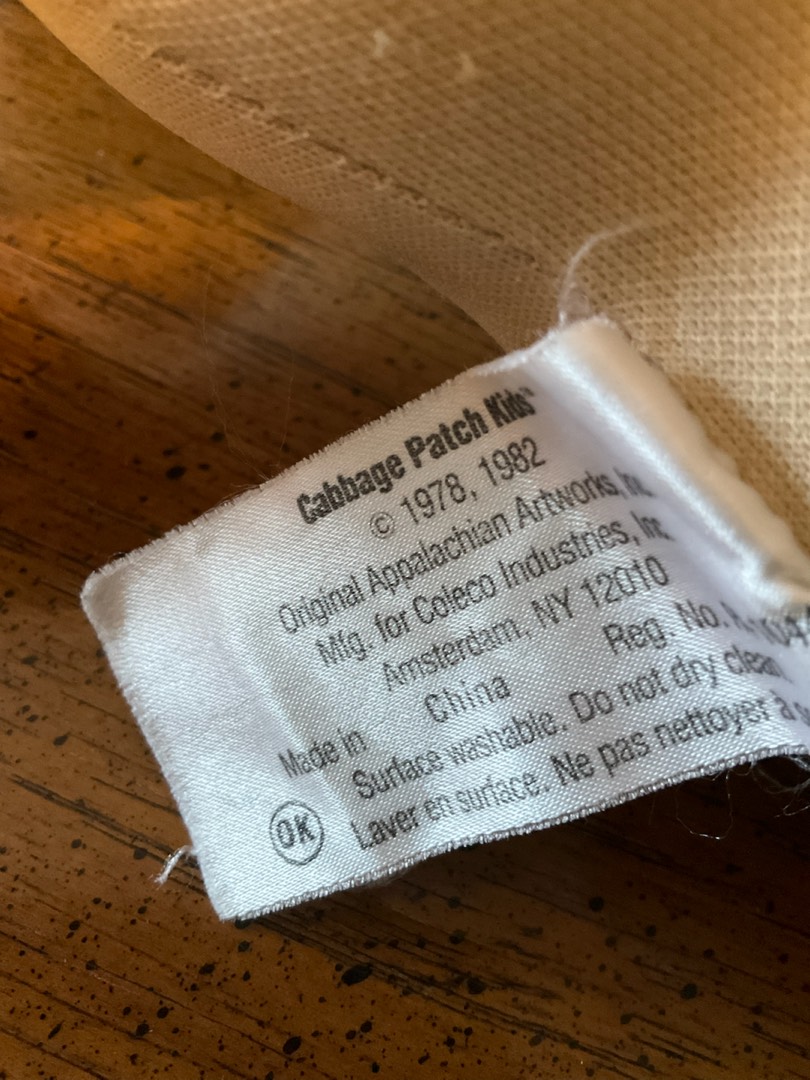 Cabbage Patch Kids™
© 1978, 1982
Original Appalachian Artworks, Inc.
Mfg. for Coleco Industries, Inc.
Amsterdam, NY 12010
Reg. No.
Made in China
Surface washable. Do not dry clean.
OK Laver en surface. Ne pas nettoyer à